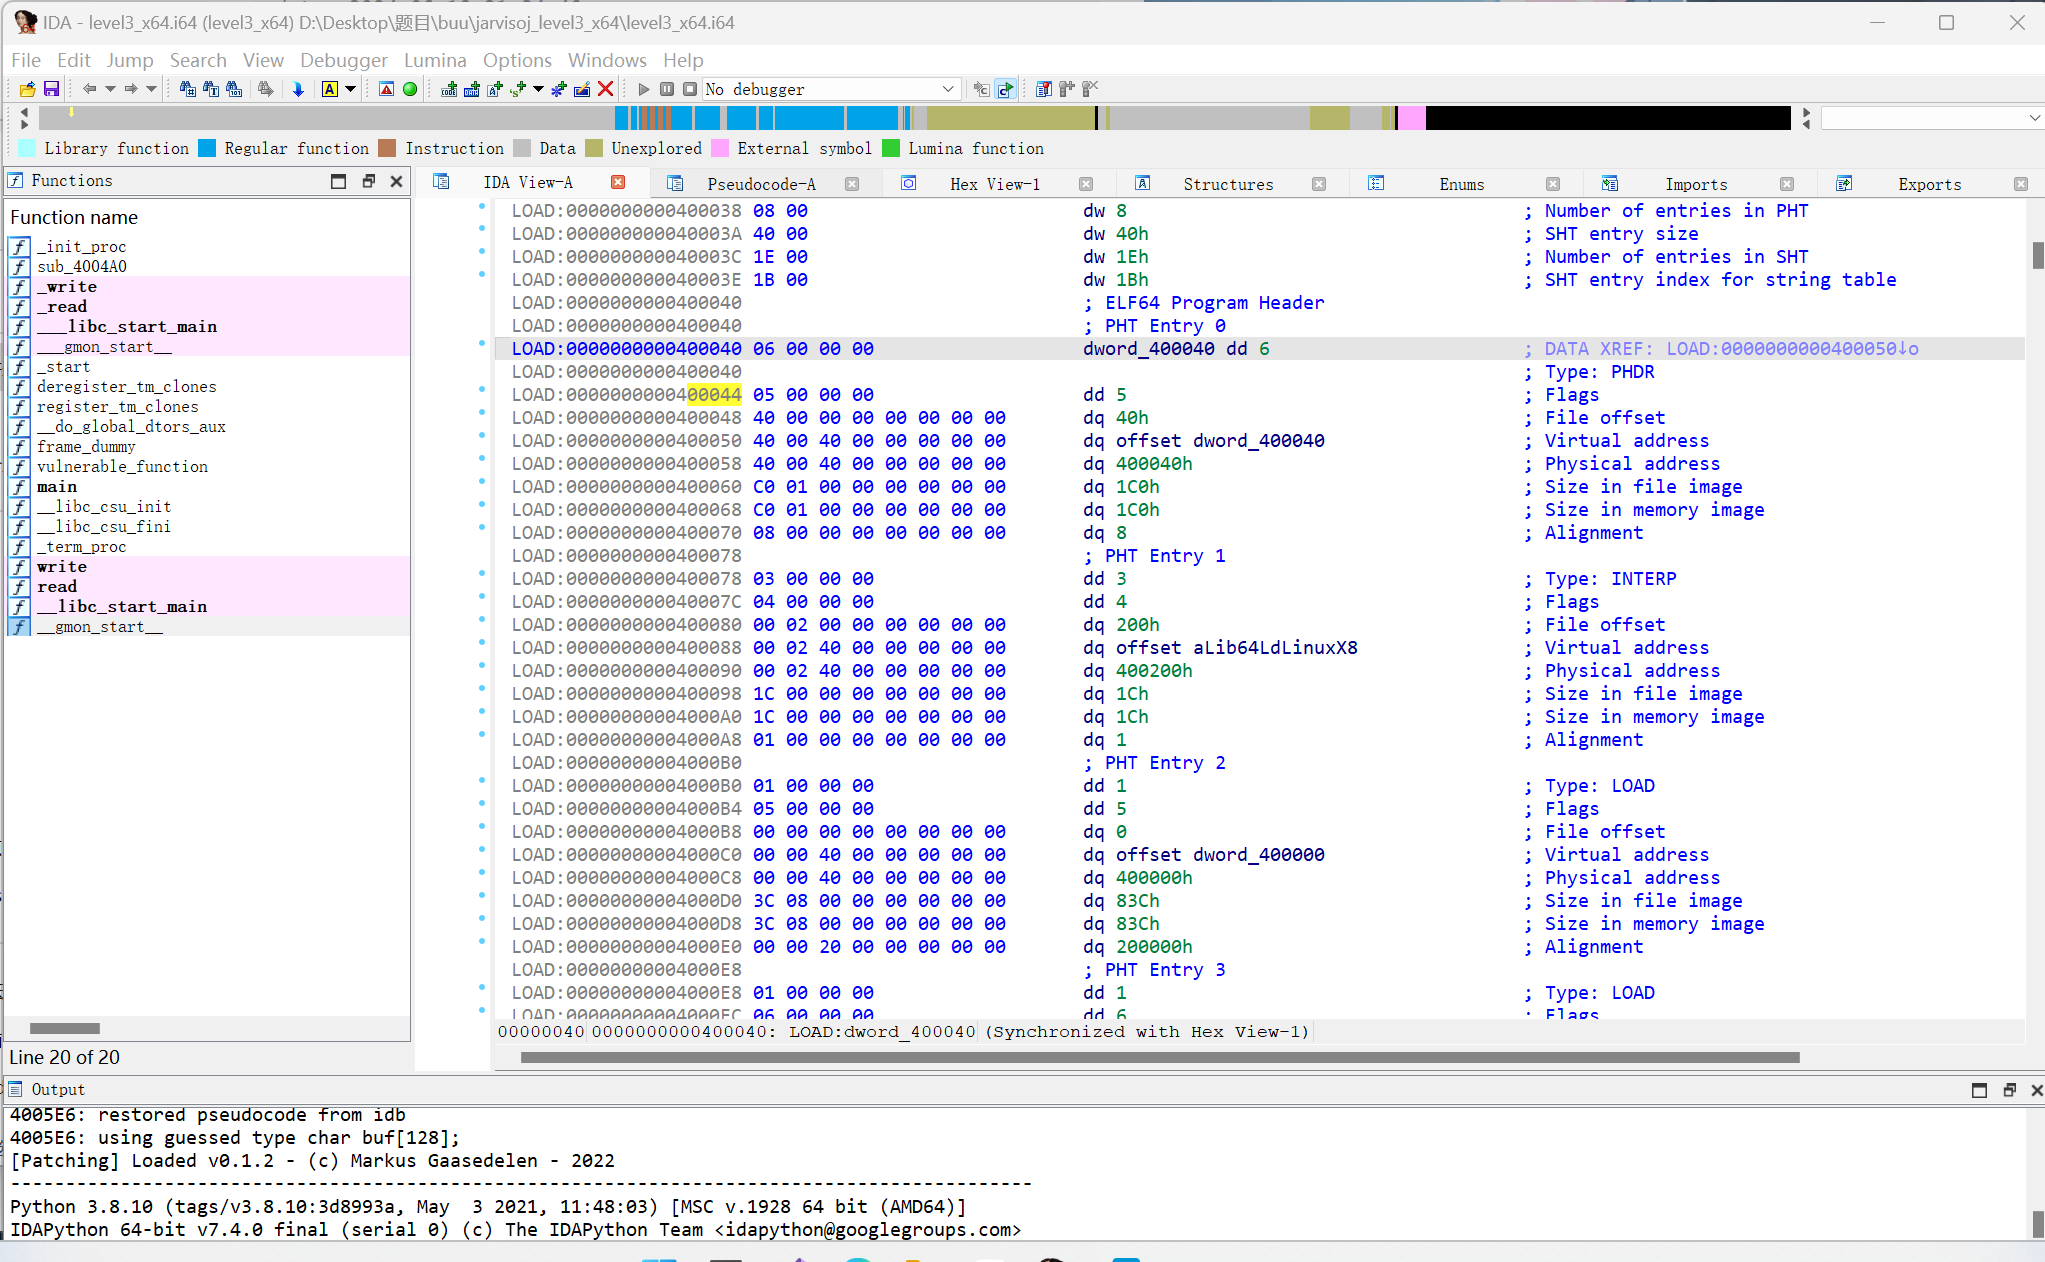 IDA - level3_x64.i64 (level3_x64) D:\Desktop\题目\buu\jarvisoj_level3_x64\level3_x64.i64
File Edit Jump Search View Debugger Lumina Options Windows Help
No debugger
Library function Regular function Instruction Data Unexplored External symbol Lumina function
Functions
IDA View-A Pseudocode-A Hex View-1 Structures Enums Imports Exports
Function name
_init_proc
sub_4004A0
_write
_read
___libc_start_main
___gmon_start__
_start
deregister_tm_clones
register_tm_clones
__do_global_dtors_aux
frame_dummy
vulnerable_function
main
__libc_csu_init
__libc_csu_fini
_term_proc
write
read
__libc_start_main
__gmon_start__
Line 20 of 20
LOAD:0000000000400038 08 00 dw 8 ; Number of entries in PHT
LOAD:000000000040003A 40 00 dw 40h ; SHT entry size
LOAD:000000000040003C 1E 00 dw 1Eh ; Number of entries in SHT
LOAD:000000000040003E 1B 00 dw 1Bh ; SHT entry index for string table
LOAD:0000000000400040 ; ELF64 Program Header
LOAD:0000000000400040 ; PHT Entry 0
LOAD:0000000000400040 06 00 00 00 dword_400040 dd 6 ; DATA XREF: LOAD:0000000000400050↓o
LOAD:0000000000400040 ; Type: PHDR
LOAD:0000000000400044 05 00 00 00 dd 5 ; Flags
LOAD:0000000000400048 40 00 00 00 00 00 00 00 dq 40h ; File offset
LOAD:0000000000400050 40 00 40 00 00 00 00 00 dq offset dword_400040 ; Virtual address
LOAD:0000000000400058 40 00 40 00 00 00 00 00 dq 400040h ; Physical address
LOAD:0000000000400060 C0 01 00 00 00 00 00 00 dq 1C0h ; Size in file image
LOAD:0000000000400068 C0 01 00 00 00 00 00 00 dq 1C0h ; Size in memory image
LOAD:0000000000400070 08 00 00 00 00 00 00 00 dq 8 ; Alignment
LOAD:0000000000400078 ; PHT Entry 1
LOAD:0000000000400078 03 00 00 00 dd 3 ; Type: INTERP
LOAD:000000000040007C 04 00 00 00 dd 4 ; Flags
LOAD:0000000000400080 00 02 00 00 00 00 00 00 dq 200h ; File offset
LOAD:0000000000400088 00 02 40 00 00 00 00 00 dq offset aLib64LdLinuxX8 ; Virtual address
LOAD:0000000000400090 00 02 40 00 00 00 00 00 dq 400200h ; Physical address
LOAD:0000000000400098 1C 00 00 00 00 00 00 00 dq 1Ch ; Size in file image
LOAD:00000000004000A0 1C 00 00 00 00 00 00 00 dq 1Ch ; Size in memory image
LOAD:00000000004000A8 01 00 00 00 00 00 00 00 dq 1 ; Alignment
LOAD:00000000004000B0 ; PHT Entry 2
LOAD:00000000004000B0 01 00 00 00 dd 1 ; Type: LOAD
LOAD:00000000004000B4 05 00 00 00 dd 5 ; Flags
LOAD:00000000004000B8 00 00 00 00 00 00 00 00 dq 0 ; File offset
LOAD:00000000004000C0 00 00 40 00 00 00 00 00 dq offset dword_400000 ; Virtual address
LOAD:00000000004000C8 00 00 40 00 00 00 00 00 dq 400000h ; Physical address
LOAD:00000000004000D0 3C 08 00 00 00 00 00 00 dq 83Ch ; Size in file image
LOAD:00000000004000D8 3C 08 00 00 00 00 00 00 dq 83Ch ; Size in memory image
LOAD:00000000004000E0 00 00 20 00 00 00 00 00 dq 200000h ; Alignment
LOAD:00000000004000E8 ; PHT Entry 3
LOAD:00000000004000E8 01 00 00 00 dd 1 ; Type: LOAD
LOAD:00000000004000EC 06 00 00 00 dd 6 ; Flags
00000040 0000000000400040: LOAD:dword_400040 (Synchronized with Hex View-1)
Output
4005E6: restored pseudocode from idb
4005E6: using guessed type char buf[128];
[Patching] Loaded v0.1.2 - (c) Markus Gaasedelen - 2022
---------------------------------------------------------------------------------------------
Python 3.8.10 (tags/v3.8.10:3d8993a, May  3 2021, 11:48:03) [MSC v.1928 64 bit (AMD64)]
IDAPython 64-bit v7.4.0 final (serial 0) (c) The IDAPython Team <idapython@googlegroups.com>